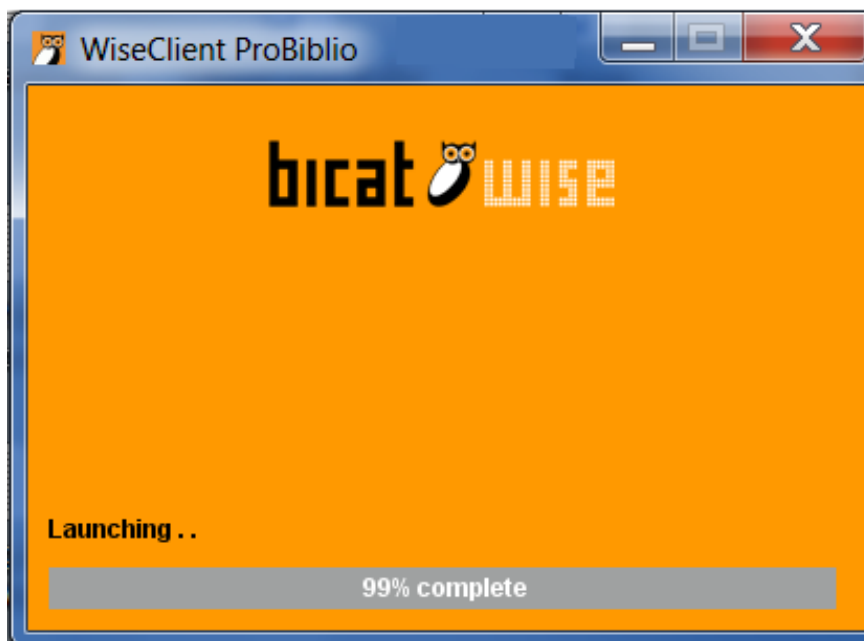 WiseClient ProBiblio
bicat wise
Launching . .
99% complete